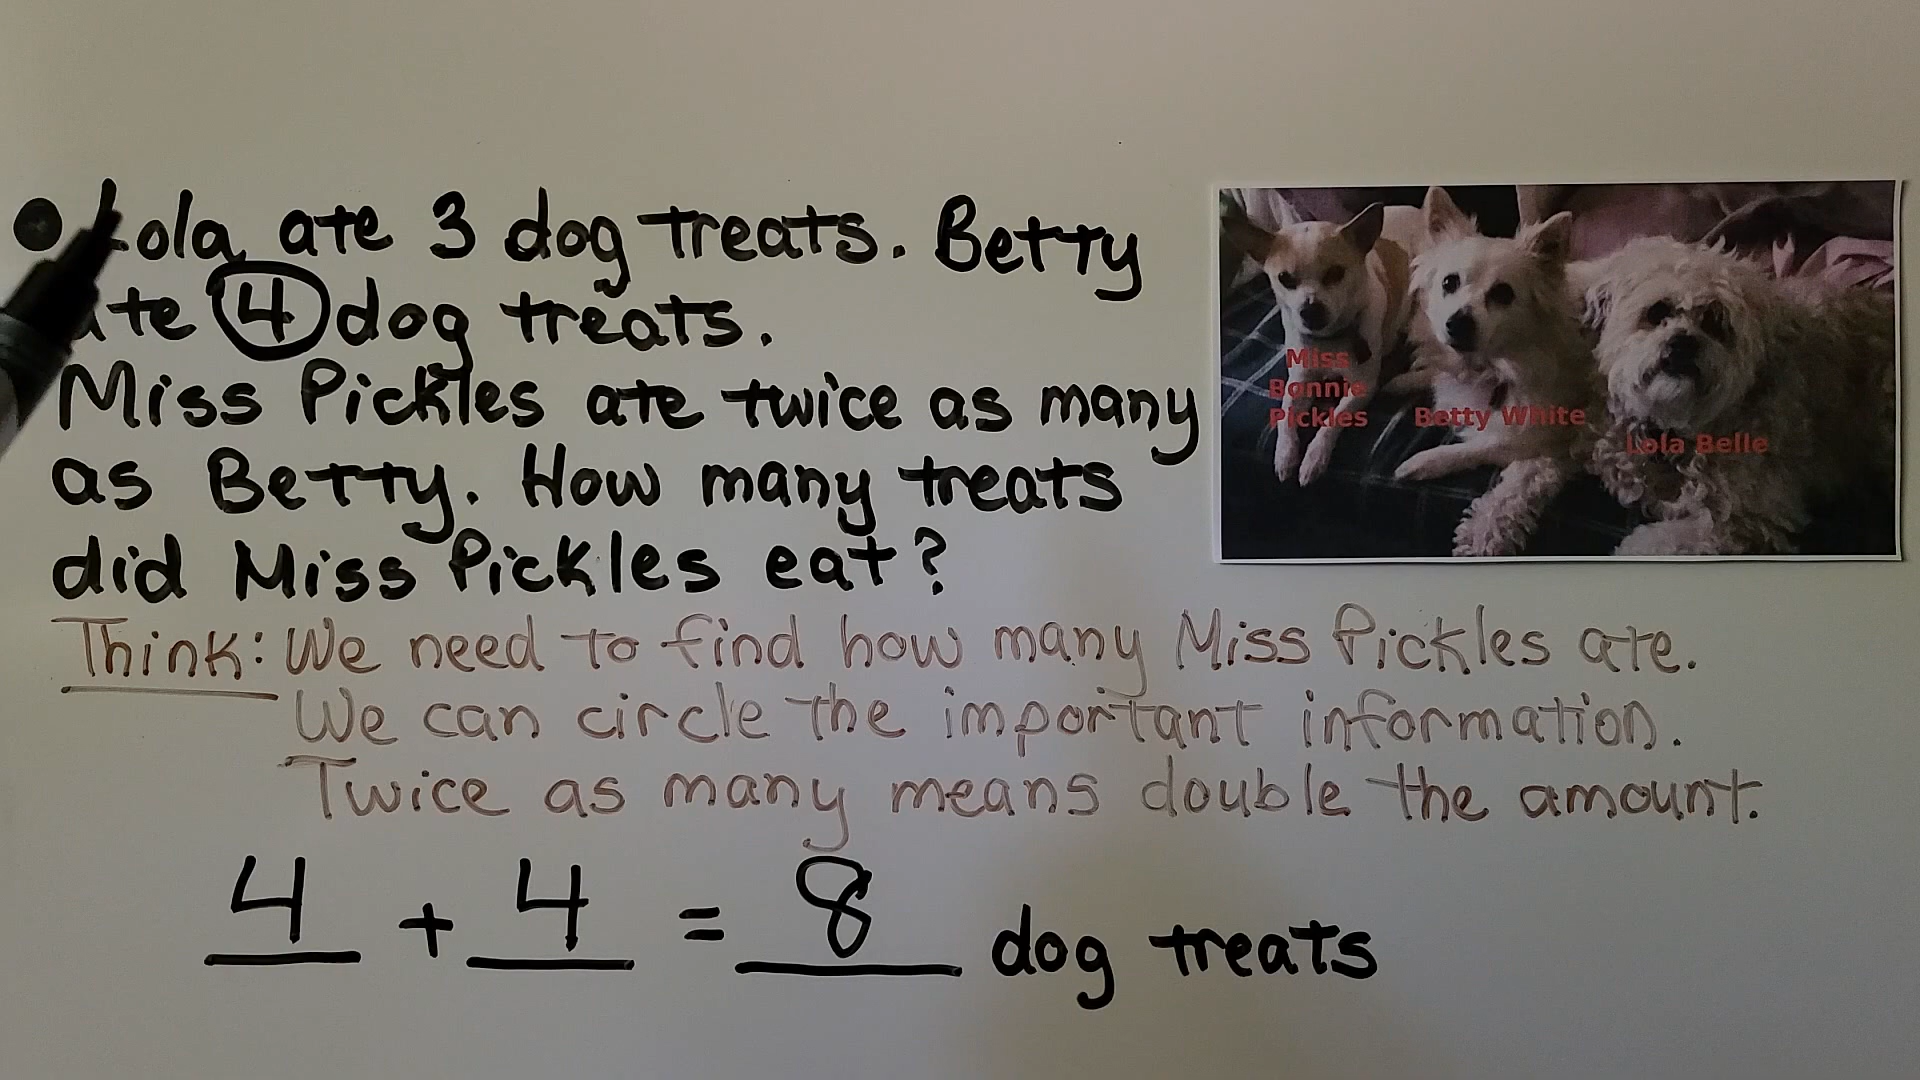 Lola ate 3 dog treats. Betty
ate 4 dog treats.
Miss Pickles ate twice as many
as Betty. How many treats
did Miss Pickles eat?
Miss
Bonnie
Pickles
Betty White
Lola Belle
Think: We need to find how many Miss Pickles ate.
We can circle the important information.
Twice as many means double the amount.
4 + 4 = 8 dog treats